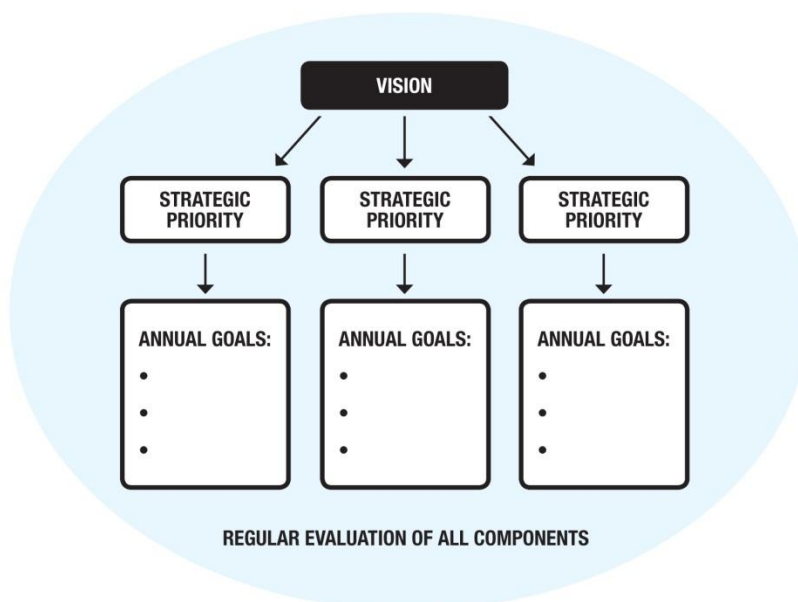 VISION
STRATEGIC
PRIORITY
STRATEGIC
PRIORITY
STRATEGIC
PRIORITY
ANNUAL GOALS:
•
•
•
ANNUAL GOALS:
•
•
•
ANNUAL GOALS:
•
•
•
REGULAR EVALUATION OF ALL COMPONENTS